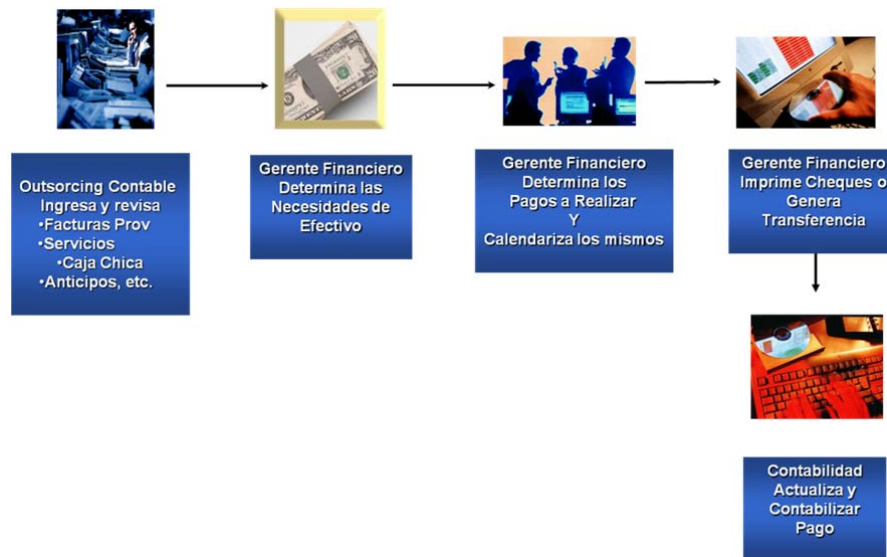 Outsorcing Contable
Ingresa y revisa
•Facturas Prov
•Servicios
•Caja Chica
•Anticipos, etc.
Gerente Financiero
Determina las
Necesidades de
Efectivo
Gerente Financiero
Determina los
Pagos a Realizar
Y
Calendariza los mismos
Gerente Financiero
Imprime Cheques o
Genera
Transferencia
Contabilidad
Actualiza y
Contabilizar
Pago